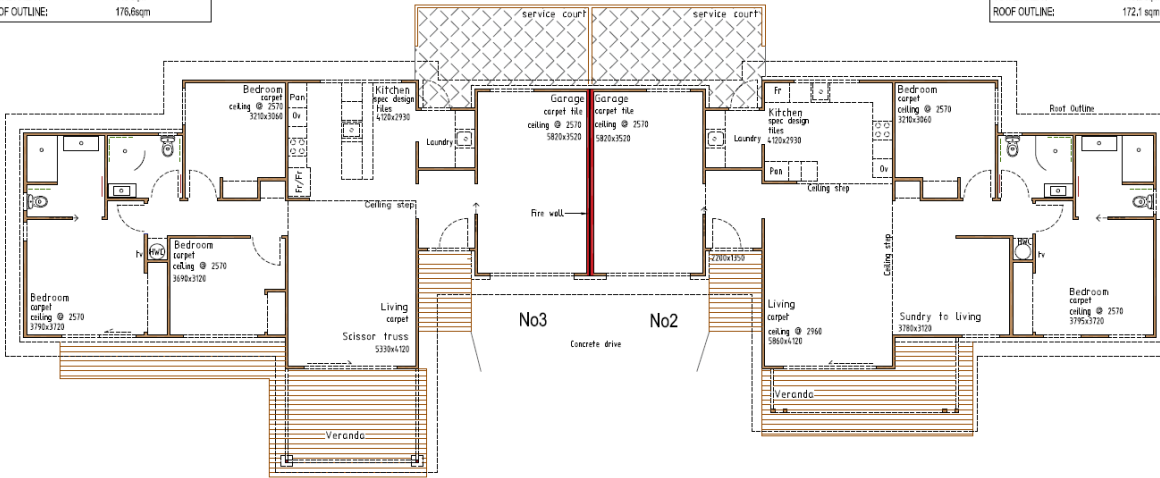 OF OUTLINE: 176,6sqm
ROOF OUTLINE: 172,1 sqm
service court
service court
Bedroom
carpet
ceiling @ 2570
3210x3060
Pan
Ov
Fr/Fr
Kitchen
spec design
tiles
4120x2930
Laundry
Garage
carpet tile
ceiling @ 2570
5820x3520
Garage
carpet tile
ceiling @ 2570
5820x3520
Laundry
Fr
Kitchen
spec design
tiles
4120x2930
Pan
Ov
Bedroom
carpet
ceiling @ 2570
3210x3060
Roof Outline
Ceiling step
Fire wall
Ceiling step
Ceiling step
2200x1350
HWC
tv
Bedroom
carpet
ceiling @ 2570
3690x3120
Bedroom
carpet
ceiling @ 2570
3790x3720
Living
carpet
Scissor truss
5330x4120
No3
No2
Concrete drive
Living
carpet
ceiling @ 2960
5860x4120
Sundry to living
3780x3120
HWC
tv
Bedroom
carpet
ceiling @ 2570
3795x3720
Veranda
Veranda